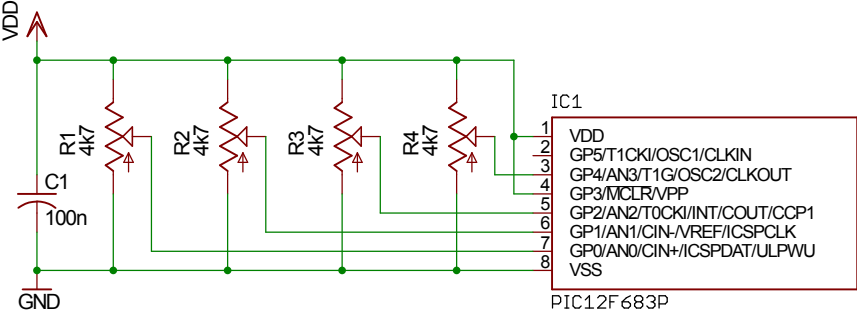 VDD
IC1
R1
4k7
R2
4k7
R3
4k7
R4
4k7
1 VDD
2 GP5/T1CKI/OSC1/CLKIN
3 GP4/AN3/T1G/OSC2/CLKOUT
4 GP3/MCLR/VPP
5 GP2/AN2/T0CKI/INT/COUT/CCP1
6 GP1/AN1/CIN-/VREF/ICSPCLK
7 GP0/AN0/CIN+/ICSPDAT/ULPWU
8 VSS
C1
100n
GND
PIC12F683P